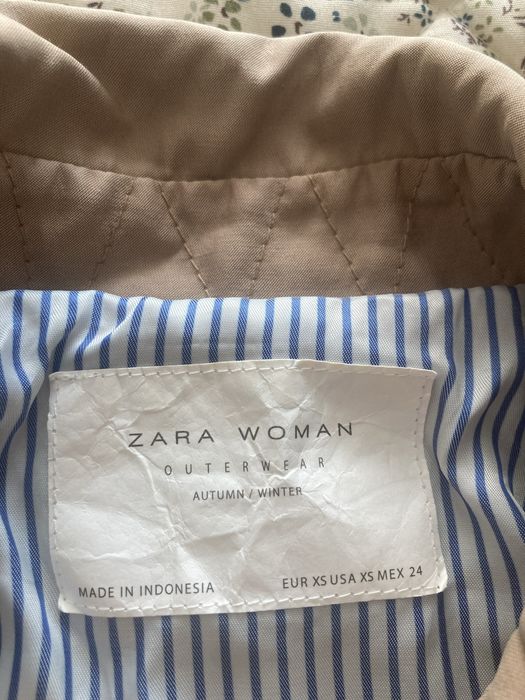 ZARA WOMAN
OUTERWEAR
AUTUMN / WINTER
MADE IN INDONESIA
EUR XS USA XS MEX 24